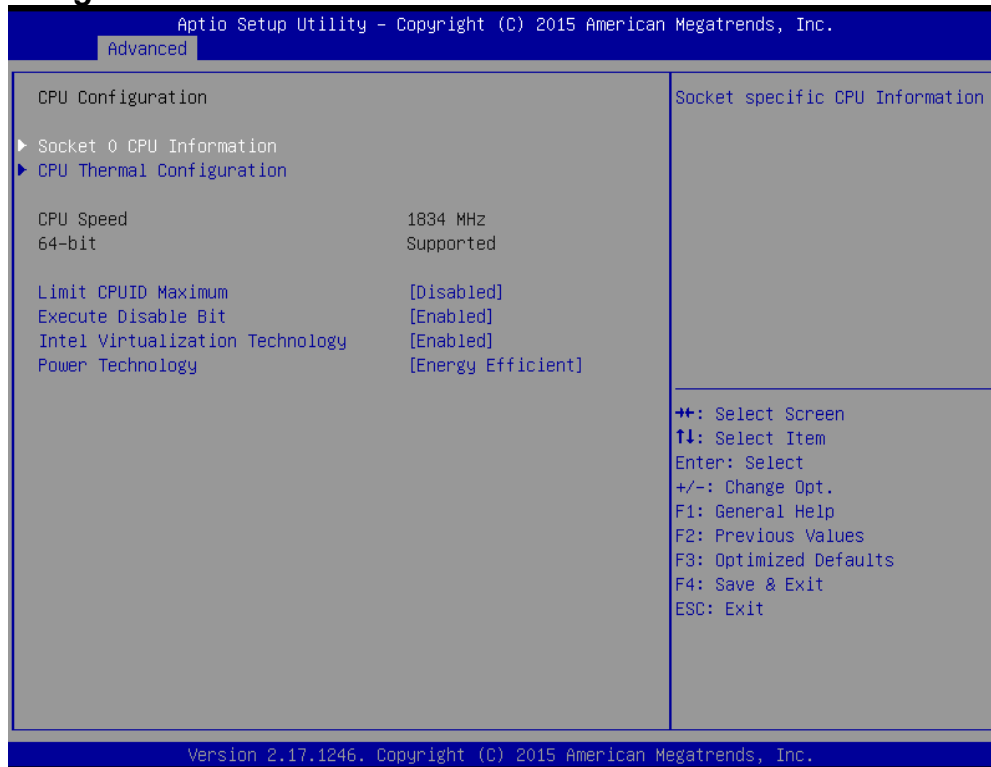 Aptio Setup Utility – Copyright (C) 2015 American Megatrends, Inc.
Advanced
CPU Configuration
Socket 0 CPU Information
CPU Thermal Configuration
CPU Speed 1834 MHz
64-bit Supported
Limit CPUID Maximum [Disabled]
Execute Disable Bit [Enabled]
Intel Virtualization Technology [Enabled]
Power Technology [Energy Efficient]
Socket specific CPU Information
→←: Select Screen
↑↓: Select Item
Enter: Select
+/-: Change Opt.
F1: General Help
F2: Previous Values
F3: Optimized Defaults
F4: Save & Exit
ESC: Exit
Version 2.17.1246. Copyright (C) 2015 American Megatrends, Inc.